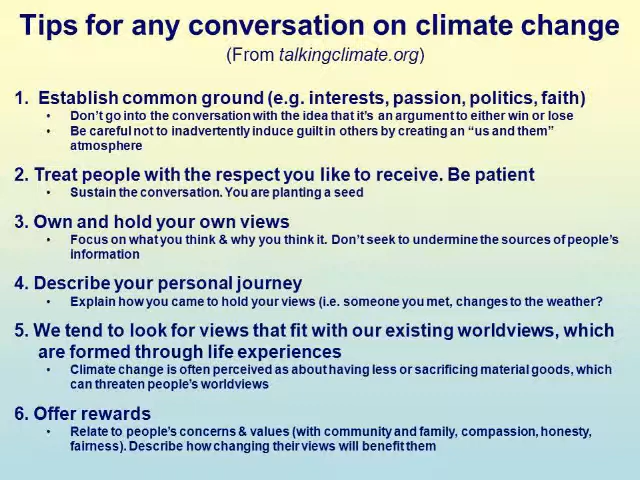 Tips for any conversation on climate change
(From talkingclimate.org)
1. Establish common ground (e.g. interests, passion, politics, faith)
• Don't go into the conversation with the idea that it's an argument to either win or lose
• Be careful not to inadvertently induce guilt in others by creating an "us and them"
atmosphere
2. Treat people with the respect you like to receive. Be patient
• Sustain the conversation. You are planting a seed
3. Own and hold your own views
• Focus on what you think & why you think it. Don't seek to undermine the sources of people's
information
4. Describe your personal journey
• Explain how you came to hold your views (i.e. someone you met, changes to the weather?
5. We tend to look for views that fit with our existing worldviews, which
are formed through life experiences
• Climate change is often perceived as about having less or sacrificing material goods, which
can threaten people's worldviews
6. Offer rewards
• Relate to people's concerns & values (with community and family, compassion, honesty,
fairness). Describe how changing their views will benefit them